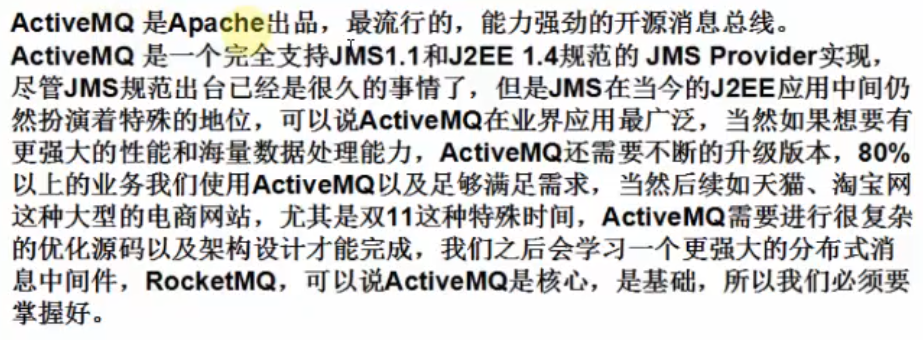 ActiveMQ 是Apache出品，最流行的，能力强劲的开源消息总线。
ActiveMQ 是一个完全支持JMS1.1和J2EE 1.4规范的 JMS Provider实现，
尽管JMS规范出台已经是很久的事情了，但是JMS在当今的J2EE应用中间仍
然扮演着特殊的地位，可以说ActiveMQ在业界应用最广泛，当然如果想要有
更强大的性能和海量数据处理能力，ActiveMQ还需要不断的升级版本，80%
以上的业务我们使用ActiveMQ以及足够满足需求，当然后续如天猫、淘宝网
这种大型的电商网站，尤其是双11这种特殊时间，ActiveMQ需要进行很复杂
的优化源码以及架构设计才能完成，我们之后会学习一个更强大的分布式消
息中间件，RocketMQ，可以说ActiveMQ是核心，是基础，所以我们必须要
掌握好。